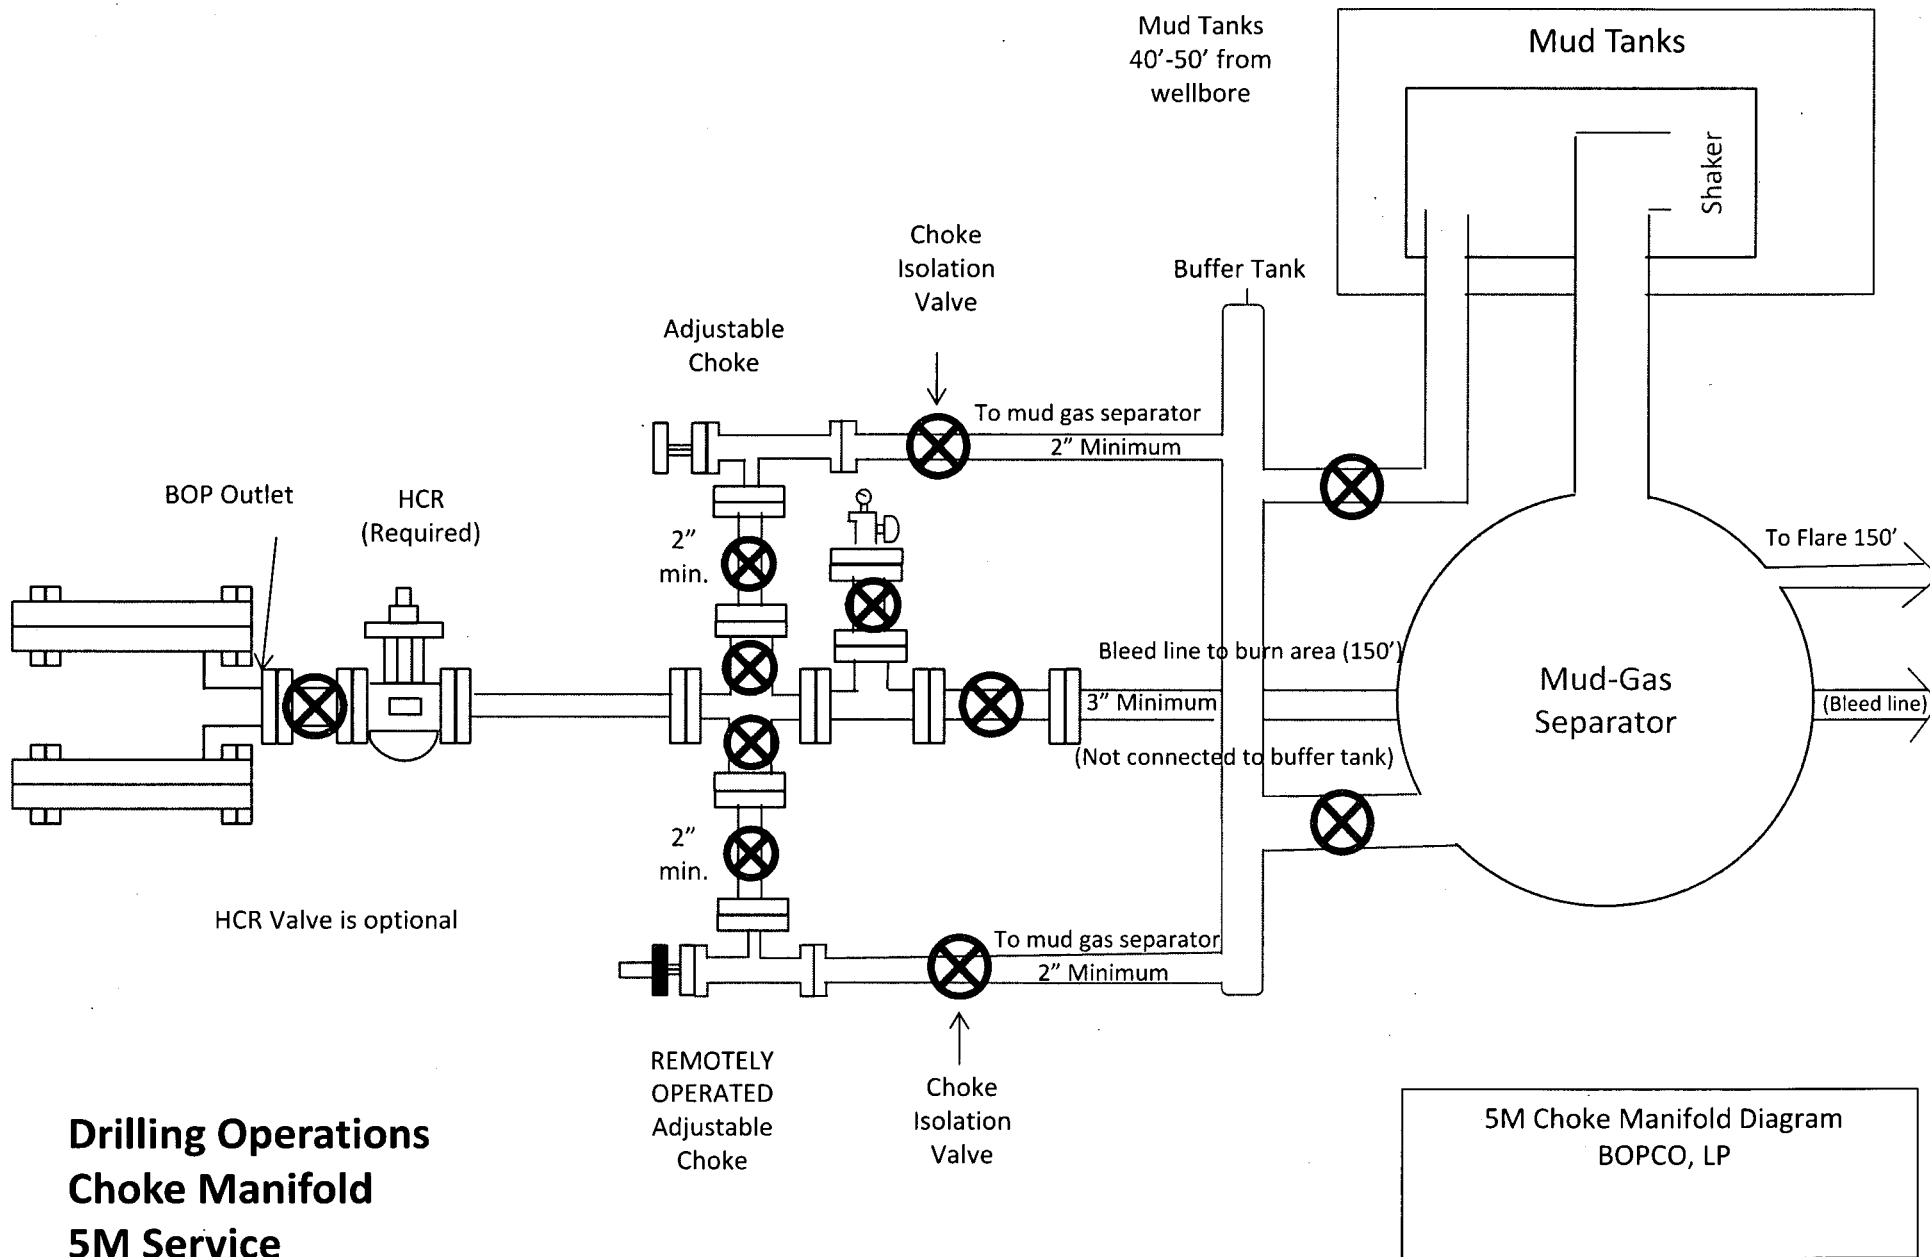 Mud Tanks
40’-50’ from
wellbore
Mud Tanks
Shaker
Choke
Isolation
Valve
Buffer Tank
Adjustable
Choke
To mud gas separator
2” Minimum
BOP Outlet
HCR
(Required)
2”
min.
To Flare 150’
Bleed line to burn area (150’)
3” Minimum
(Not connected to buffer tank)
Mud-Gas
Separator
(Bleed line)
2”
min.
HCR Valve is optional
To mud gas separator
2” Minimum
REMOTELY
OPERATED
Adjustable
Choke
Choke
Isolation
Valve
Drilling Operations
Choke Manifold
5M Service
5M Choke Manifold Diagram
BOPCO, LP